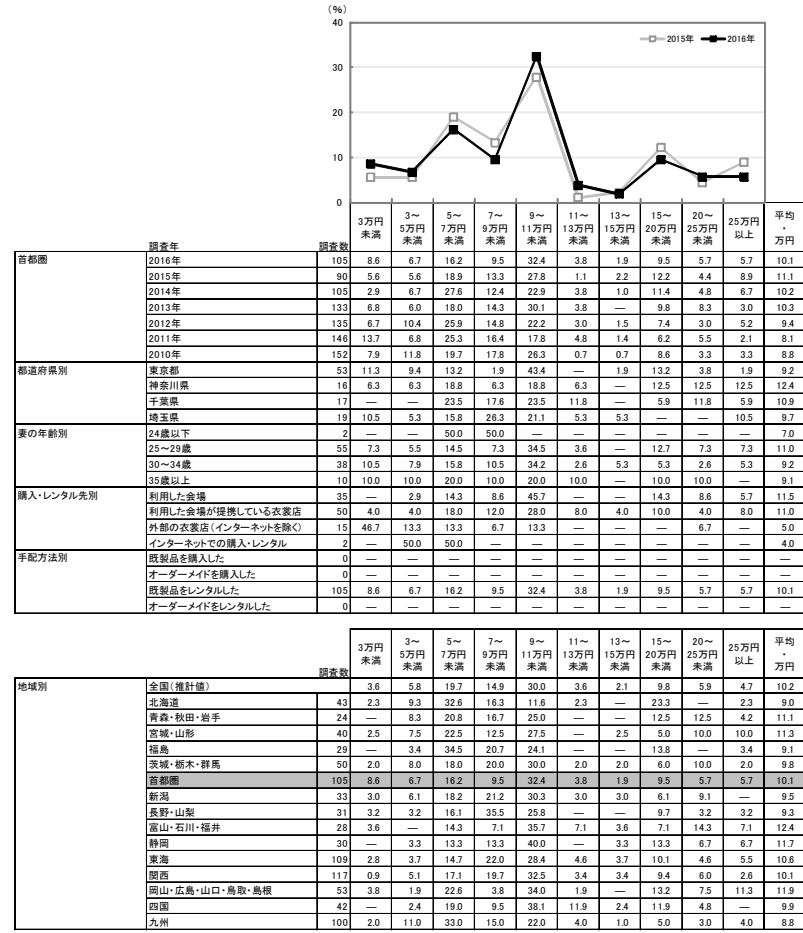 (%)
40
30
20
10
0
2015年 2016年
調査年 調査数 3万円未満 3～5万円未満 5～7万円未満 7～9万円未満 9～11万円未満 11～13万円未満 13～15万円未満 15～20万円未満 20～25万円未満 25万円以上 平均・万円
首都圏 2016年 105 8.6 6.7 16.2 9.5 32.4 3.8 1.9 9.5 5.7 5.7 10.1
2015年 90 5.6 5.6 18.9 13.3 27.8 1.1 2.2 12.2 4.4 8.9 11.1
2014年 105 2.9 6.7 27.6 12.4 22.9 3.8 1.0 11.4 4.8 6.7 10.2
2013年 133 6.8 6.0 18.0 14.3 30.1 3.8 — 9.8 8.3 3.0 10.3
2012年 135 6.7 10.4 25.9 14.8 22.2 3.0 1.5 7.4 3.0 5.2 9.4
2011年 146 13.7 6.8 25.3 16.4 17.8 4.8 1.4 6.2 5.5 2.1 8.1
2010年 152 7.9 11.8 19.7 17.8 26.3 0.7 0.7 8.6 3.3 3.3 8.8
都道府県別 東京都 53 11.3 9.4 13.2 1.9 43.4 — 1.9 13.2 3.8 1.9 9.2
神奈川県 16 6.3 6.3 18.8 6.3 18.8 6.3 — 12.5 12.5 12.5 12.4
千葉県 17 — — 23.5 17.6 23.5 11.8 — 5.9 11.8 5.9 10.9
埼玉県 19 10.5 5.3 15.8 26.3 21.1 5.3 5.3 — — 10.5 9.7
妻の年齢別 24歳以下 2 — — 50.0 50.0 — — — — — — 7.0
25～29歳 55 7.3 5.5 14.5 7.3 34.5 3.6 — 12.7 7.3 7.3 11.0
30～34歳 38 10.5 7.9 15.8 10.5 34.2 2.6 5.3 5.3 2.6 5.3 9.2
35歳以上 10 10.0 10.0 20.0 10.0 20.0 10.0 — 10.0 10.0 — 9.1
購入・レンタル先別 利用した会場 35 — 2.9 14.3 8.6 45.7 — — 14.3 8.6 5.7 11.5
利用した会場が提携している衣裳店 50 4.0 4.0 18.0 12.0 28.0 8.0 4.0 10.0 4.0 8.0 11.0
外部の衣裳店（インターネットを除く） 15 46.7 13.3 13.3 6.7 13.3 — — — 6.7 — 5.0
インターネットでの購入・レンタル 2 — 50.0 50.0 — — — — — — — 4.0
手配方法別 既製品を購入した 0 — — — — — — — — — — —
オーダーメイドを購入した 0 — — — — — — — — — — —
既製品をレンタルした 105 8.6 6.7 16.2 9.5 32.4 3.8 1.9 9.5 5.7 5.7 10.1
オーダーメイドをレンタルした 0 — — — — — — — — — — —
調査数 3万円未満 3～5万円未満 5～7万円未満 7～9万円未満 9～11万円未満 11～13万円未満 13～15万円未満 15～20万円未満 20～25万円未満 25万円以上 平均・万円
地域別 全国（推計値） 3.6 5.8 19.7 14.9 30.0 3.6 2.1 9.8 5.9 4.7 10.2
北海道 43 2.3 9.3 32.6 16.3 11.6 2.3 — 23.3 — 2.3 9.0
青森・秋田・岩手 24 — 8.3 20.8 16.7 25.0 — — 12.5 12.5 4.2 11.1
宮城・山形 40 2.5 7.5 22.5 12.5 27.5 — 2.5 5.0 10.0 10.0 11.3
福島 29 — 3.4 34.5 20.7 24.1 — — 13.8 — 3.4 9.1
茨城・栃木・群馬 50 2.0 8.0 18.0 20.0 30.0 2.0 2.0 6.0 10.0 2.0 9.8
首都圏 105 8.6 6.7 16.2 9.5 32.4 3.8 1.9 9.5 5.7 5.7 10.1
新潟 33 3.0 6.1 18.2 21.2 30.3 3.0 3.0 6.1 9.1 — 9.5
長野・山梨 31 3.2 3.2 16.1 35.5 25.8 — — 9.7 3.2 3.2 9.3
富山・石川・福井 28 3.6 — 14.3 7.1 35.7 7.1 3.6 7.1 14.3 7.1 12.4
静岡 30 — 3.3 13.3 13.3 40.0 — 3.3 13.3 6.7 6.7 11.7
東海 109 2.8 3.7 14.7 22.0 28.4 4.6 3.7 10.1 4.6 5.5 10.6
関西 117 0.9 5.1 17.1 19.7 32.5 3.4 3.4 9.4 6.0 2.6 10.1
岡山・広島・山口・鳥取・島根 53 3.8 1.9 22.6 3.8 34.0 1.9 — 13.2 7.5 11.3 11.9
四国 42 — 2.4 19.0 9.5 38.1 11.9 2.4 11.9 4.8 — 9.9
九州 100 2.0 11.0 33.0 15.0 22.0 4.0 1.0 5.0 3.0 4.0 8.8